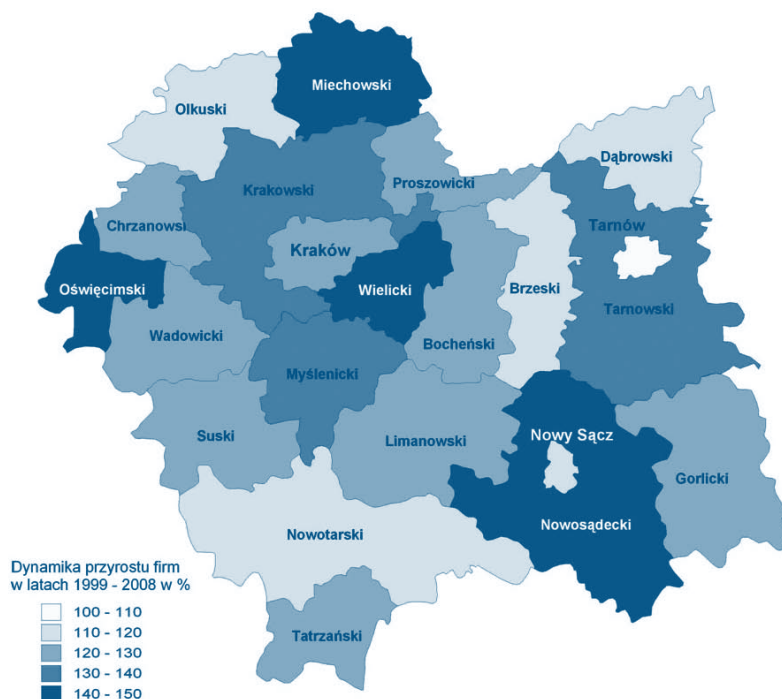 Miechowski
Olkuski
Dąbrowski
Proszowicki
Krakowski
Chrzanowsi
Tarnów
Kraków
Oświęcimski
Wielicki
Brzeski
Tarnowski
Wadowicki
Bocheński
Myślenicki
Suski
Limanowski
Nowy Sącz
Gorlicki
Nowosądecki
Nowotarski
Tatrzański
Dynamika przyrostu firm
w latach 1999 - 2008 w %
100 - 110
110 - 120
120 - 130
130 - 140
140 - 150